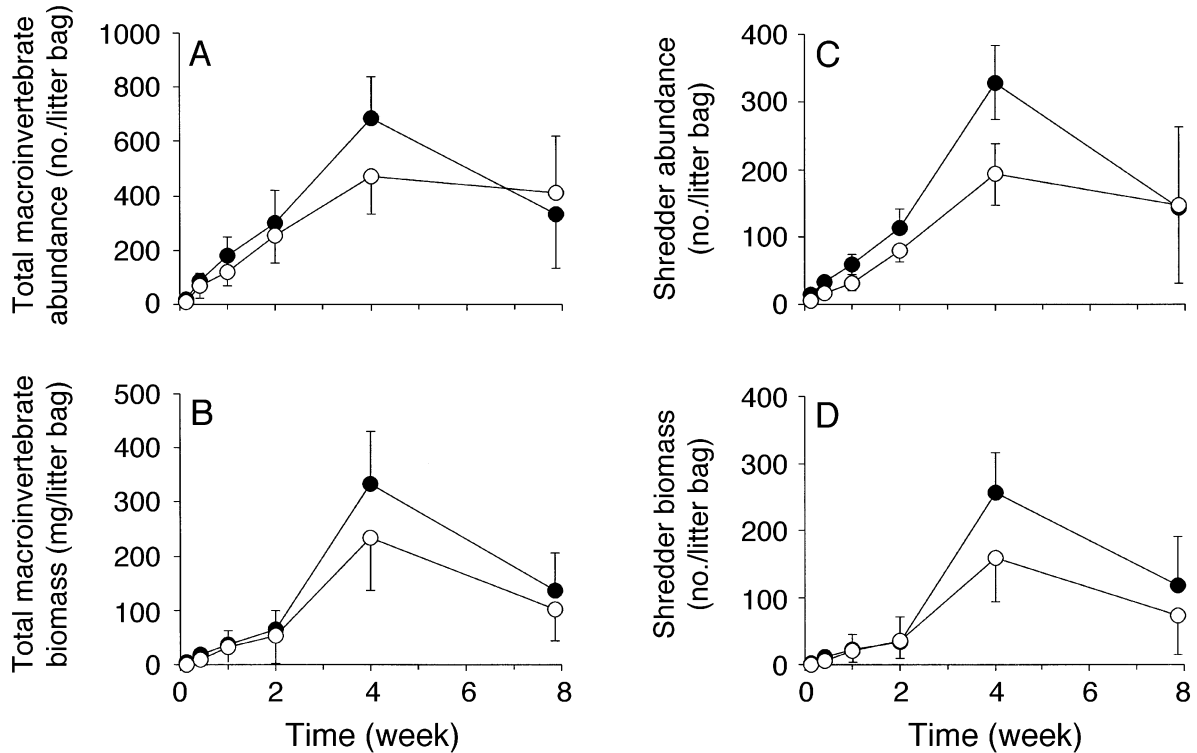 A
Total macroinvertebrate
abundance (no./litter bag)
1000
800
600
400
200
0
C
Shredder abundance
(no./litter bag)
400
300
200
100
0
B
Total macroinvertebrate
biomass (mg/litter bag)
500
400
300
200
100
0
0 2 4 6 8
Time (week)
D
Shredder biomass
(no./litter bag)
400
300
200
100
0
0 2 4 6 8
Time (week)